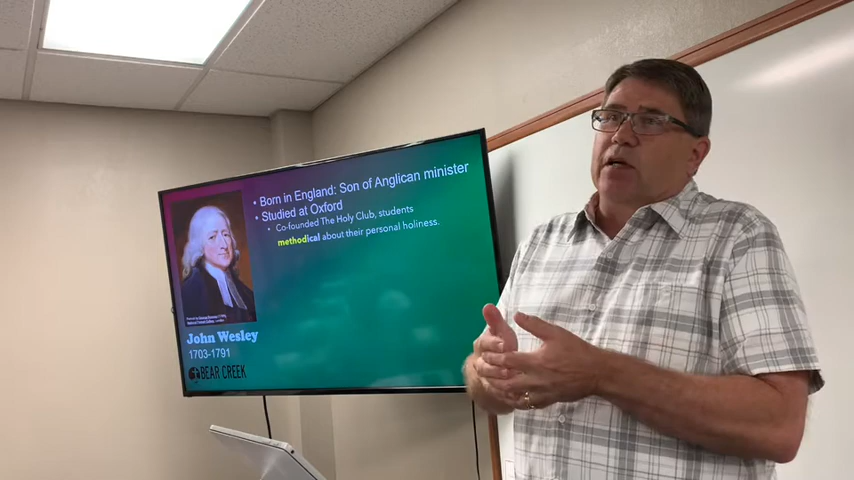 • Born in England: Son of Anglican minister
• Studied at Oxford
• Co-founded The Holy Club, students
methodical about their personal holiness.
John Wesley
1703-1791
BEAR CREEK